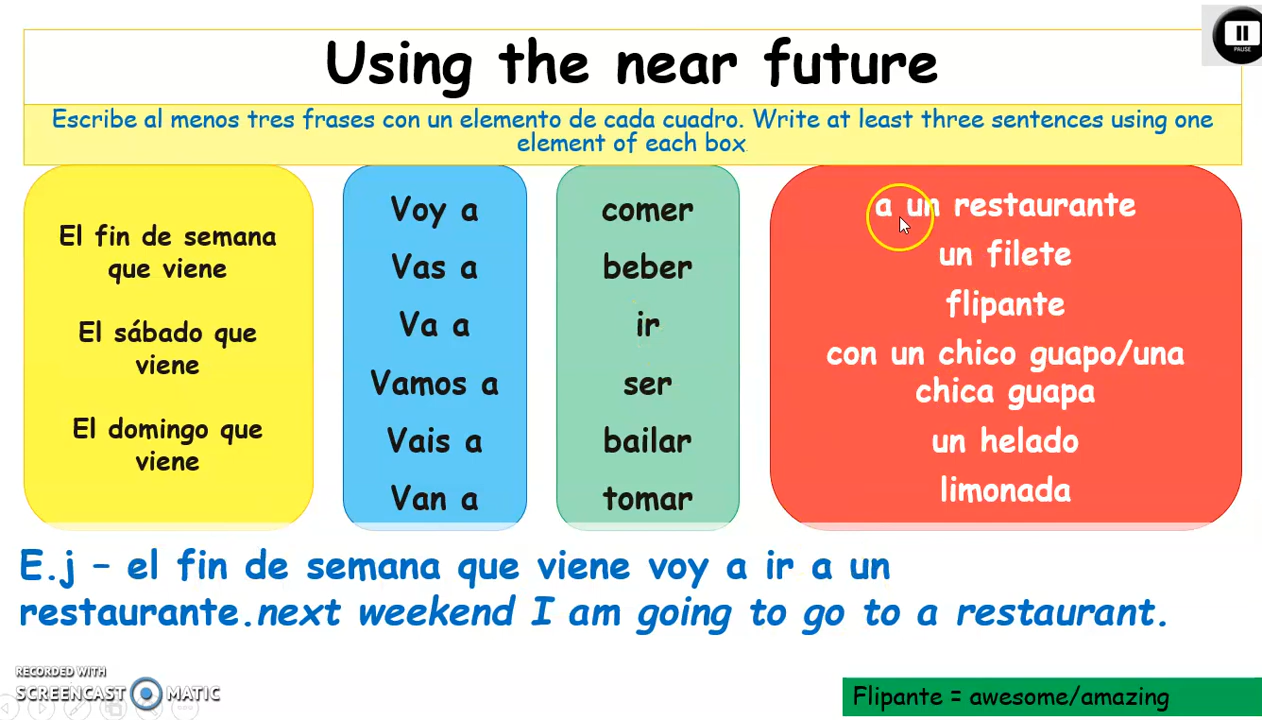 PAUSE
Using the near future
Escribe al menos tres frases con un elemento de cada cuadro. Write at least three sentences using one
element of each box
El fin de semana
que viene
El sábado que
viene
El domingo que
viene
Voy a
Vas a
Va a
Vamos a
Vais a
Van a
comer
beber
ir
ser
bailar
tomar
a un restaurante
un filete
flipante
con un chico guapo/una
chica guapa
un helado
limonada
E.j – el fin de semana que viene voy a ir a un
restaurante.next weekend I am going to go to a restaurant.
RECORDED WITH
SCREENCAST MATIC
Flipante = awesome/amazing